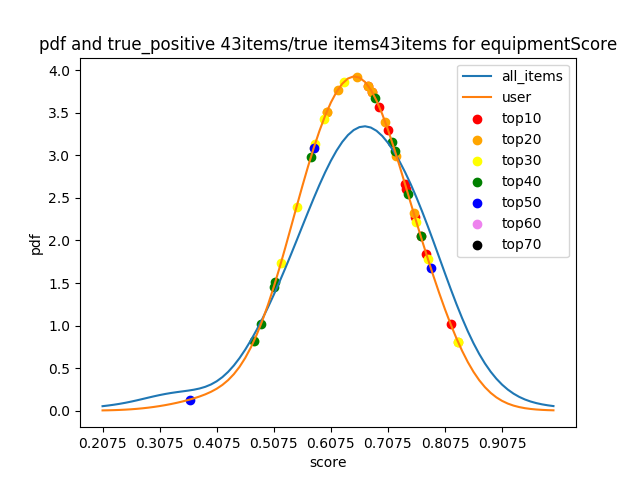 pdf and true_positive 43items/true items43items for equipmentScore
4.0
3.5
3.0
2.5
2.0
1.5
1.0
0.5
0.0
pdf
all_items
user
top10
top20
top30
top40
top50
top60
top70
0.2075 0.3075 0.4075 0.5075 0.6075 0.7075 0.8075 0.9075
score